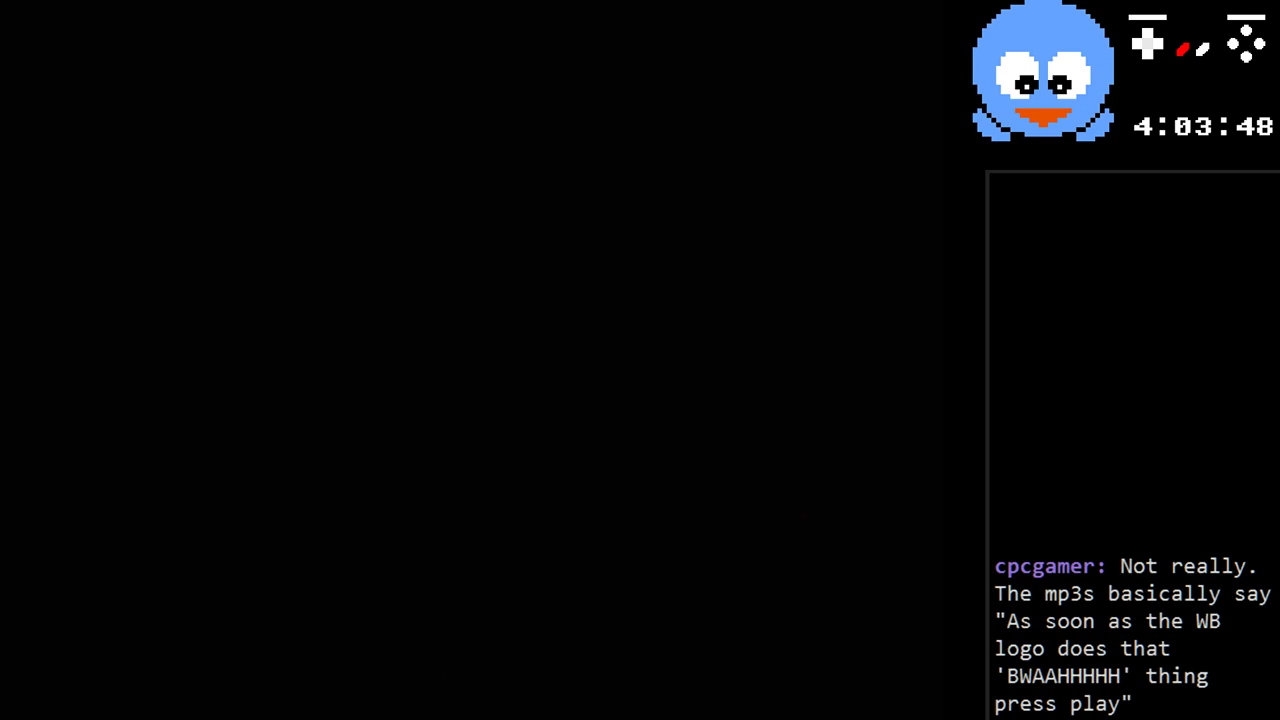 4:03:48
cpcgamer: Not really.
The mp3s basically say
"As soon as the WB
logo does that
'BWAAHHHHH' thing
press play"